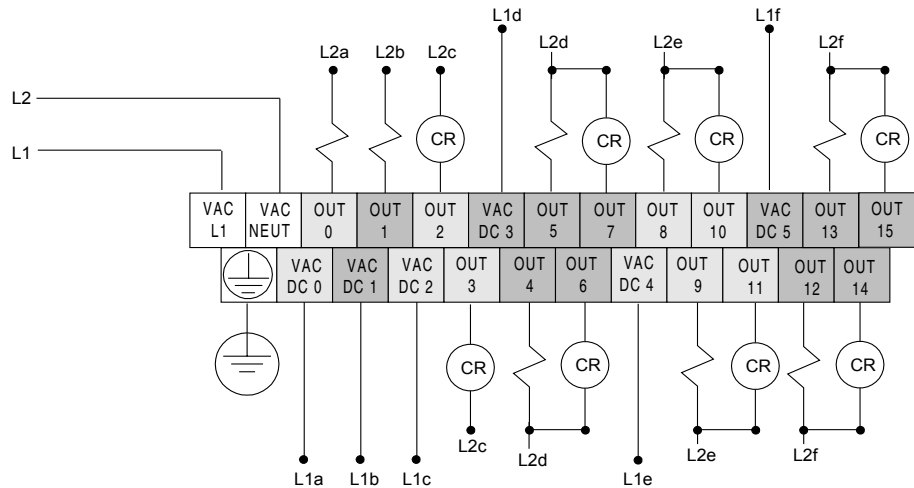 L1d
L1f
L2a
L2b
L2c
L2d
L2e
L2f
L2
L1
CR
CR
CR
CR
VAC L1
VAC NEUT
OUT 0
OUT 1
OUT 2
VAC DC 3
OUT 5
OUT 7
OUT 8
OUT 10
VAC DC 5
OUT 13
OUT 15
VAC DC 0
VAC DC 1
VAC DC 2
OUT 3
OUT 4
OUT 6
VAC DC 4
OUT 9
OUT 11
OUT 12
OUT 14
CR
CR
CR
CR
L2c
L2d
L2e
L2f
L1a
L1b
L1c
L1e